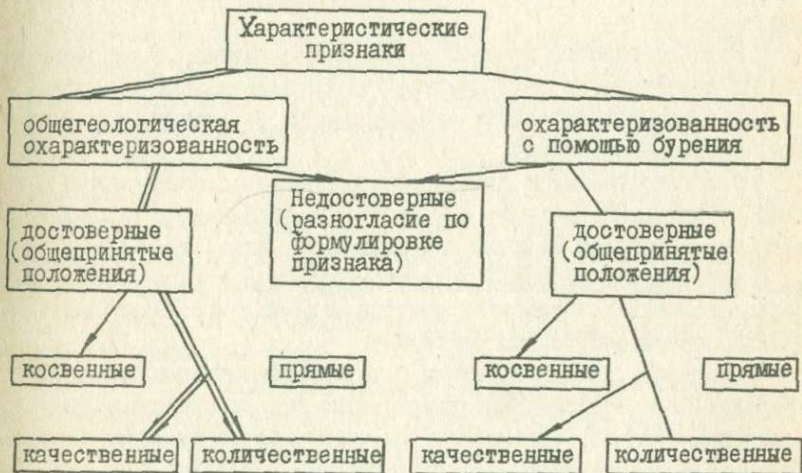 Характеристические
признаки
общегеологическая
охарактеризованность
охарактеризованность
с помощью бурения
Недостоверные
(разногласие по
формулировке
признака)
достоверные
(общепринятые
положения)
достоверные
(общепринятые
положения)
косвенные
прямые
косвенные
прямые
качественные
количественные
качественные
количественные